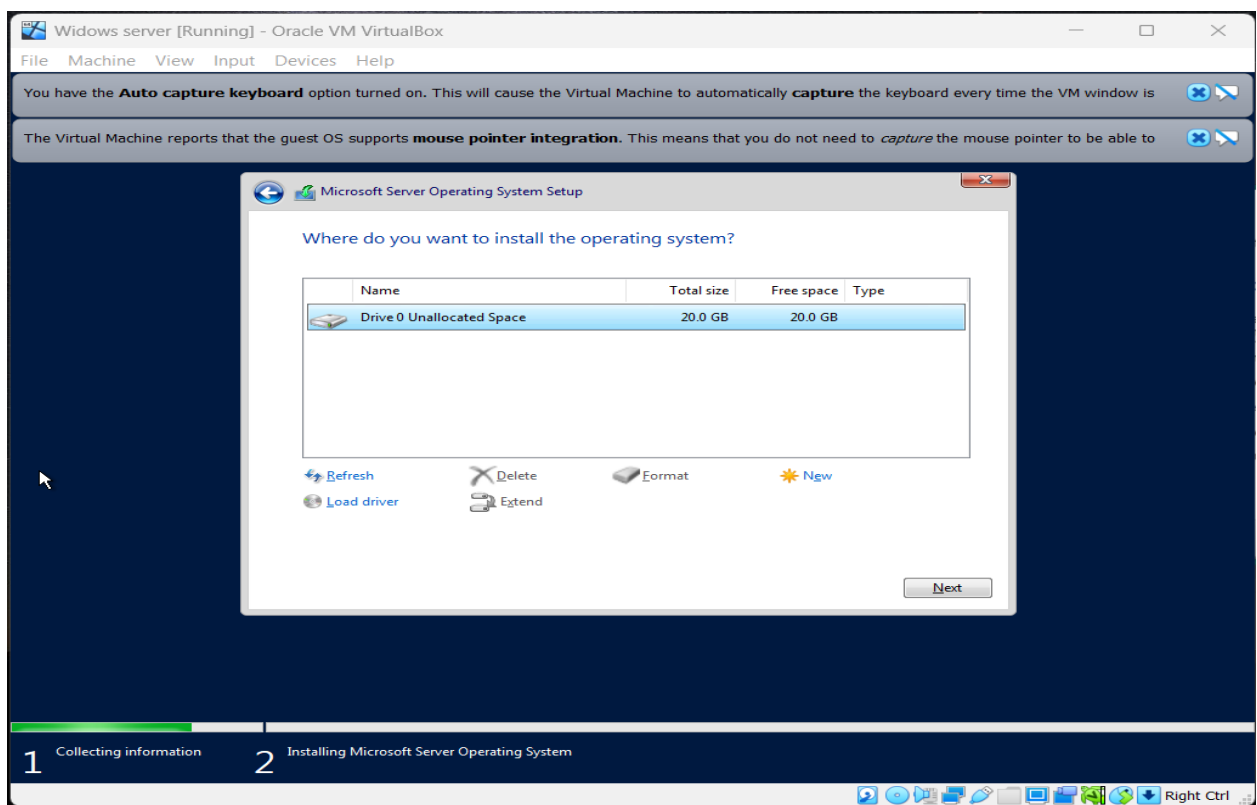 Widows server [Running] - Oracle VM VirtualBox
File Machine View Input Devices Help
You have the Auto capture keyboard option turned on. This will cause the Virtual Machine to automatically capture the keyboard every time the VM window is
The Virtual Machine reports that the guest OS supports mouse pointer integration. This means that you do not need to capture the mouse pointer to be able to
Microsoft Server Operating System Setup
Where do you want to install the operating system?
Name Total size Free space Type
Drive 0 Unallocated Space 20.0 GB 20.0 GB
Refresh Delete Format New
Load driver Extend
Next
1 Collecting information 2 Installing Microsoft Server Operating System
Right Ctrl